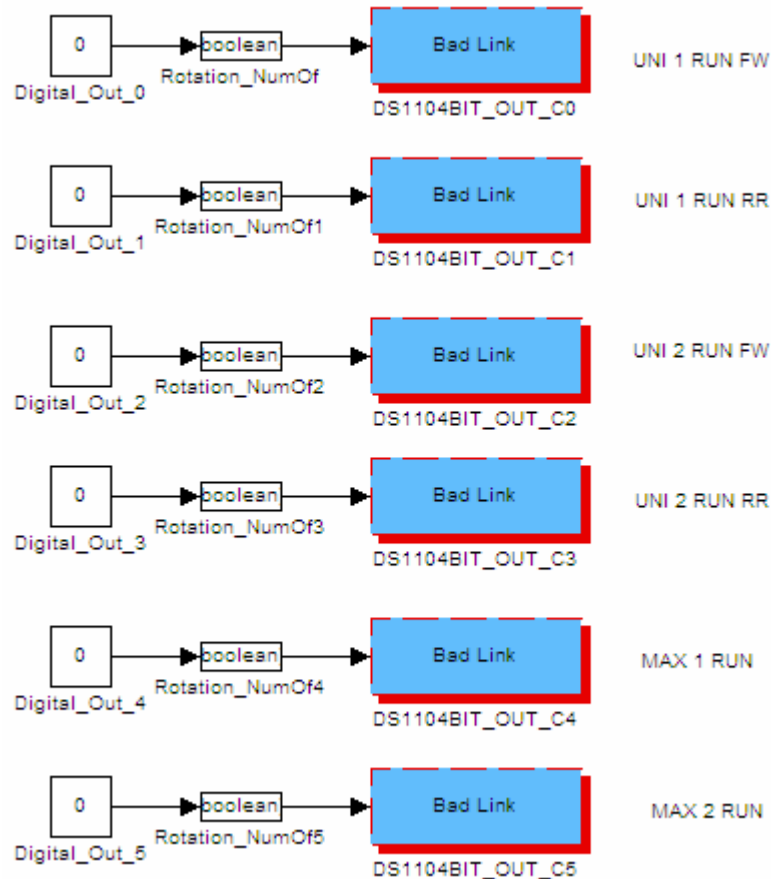 0 boolean Bad Link UNI 1 RUN FW
Digital_Out_0 Rotation_NumOf DS1104BIT_OUT_C0
0 boolean Bad Link UNI 1 RUN RR
Digital_Out_1 Rotation_NumOf1 DS1104BIT_OUT_C1
0 boolean Bad Link UNI 2 RUN FW
Digital_Out_2 Rotation_NumOf2 DS1104BIT_OUT_C2
0 boolean Bad Link UNI 2 RUN RR
Digital_Out_3 Rotation_NumOf3 DS1104BIT_OUT_C3
0 boolean Bad Link MAX 1 RUN
Digital_Out_4 Rotation_NumOf4 DS1104BIT_OUT_C4
0 boolean Bad Link MAX 2 RUN
Digital_Out_5 Rotation_NumOf5 DS1104BIT_OUT_C5